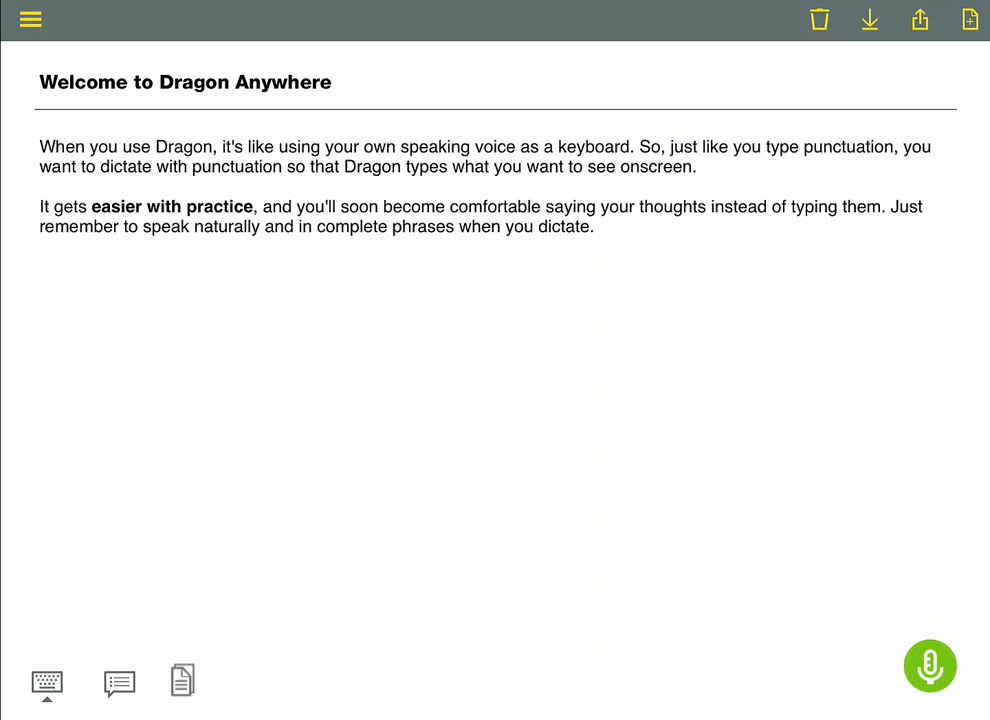 Welcome to Dragon Anywhere
When you use Dragon, it's like using your own speaking voice as a keyboard. So, just like you type punctuation, you
want to dictate with punctuation so that Dragon types what you want to see onscreen.
It gets easier with practice, and you'll soon become comfortable saying your thoughts instead of typing them. Just
remember to speak naturally and in complete phrases when you dictate.